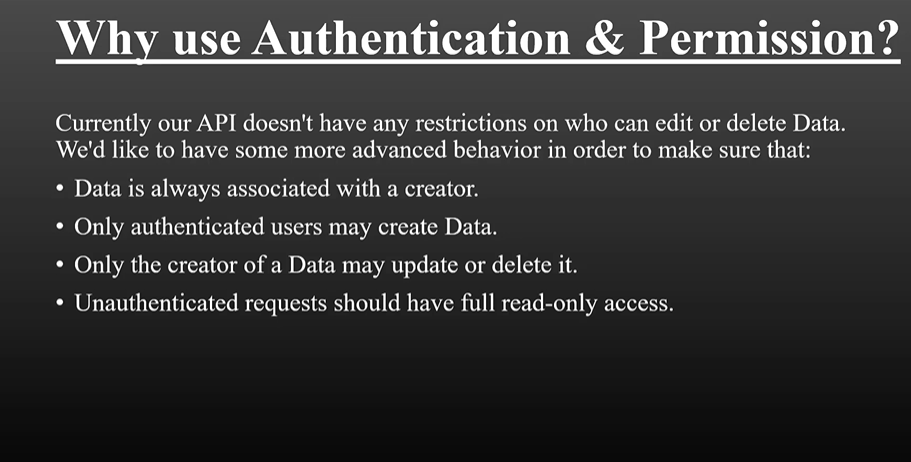 Why use Authentication & Permission?
Currently our API doesn't have any restrictions on who can edit or delete Data.
We'd like to have some more advanced behavior in order to make sure that:
• Data is always associated with a creator.
• Only authenticated users may create Data.
• Only the creator of a Data may update or delete it.
• Unauthenticated requests should have full read-only access.